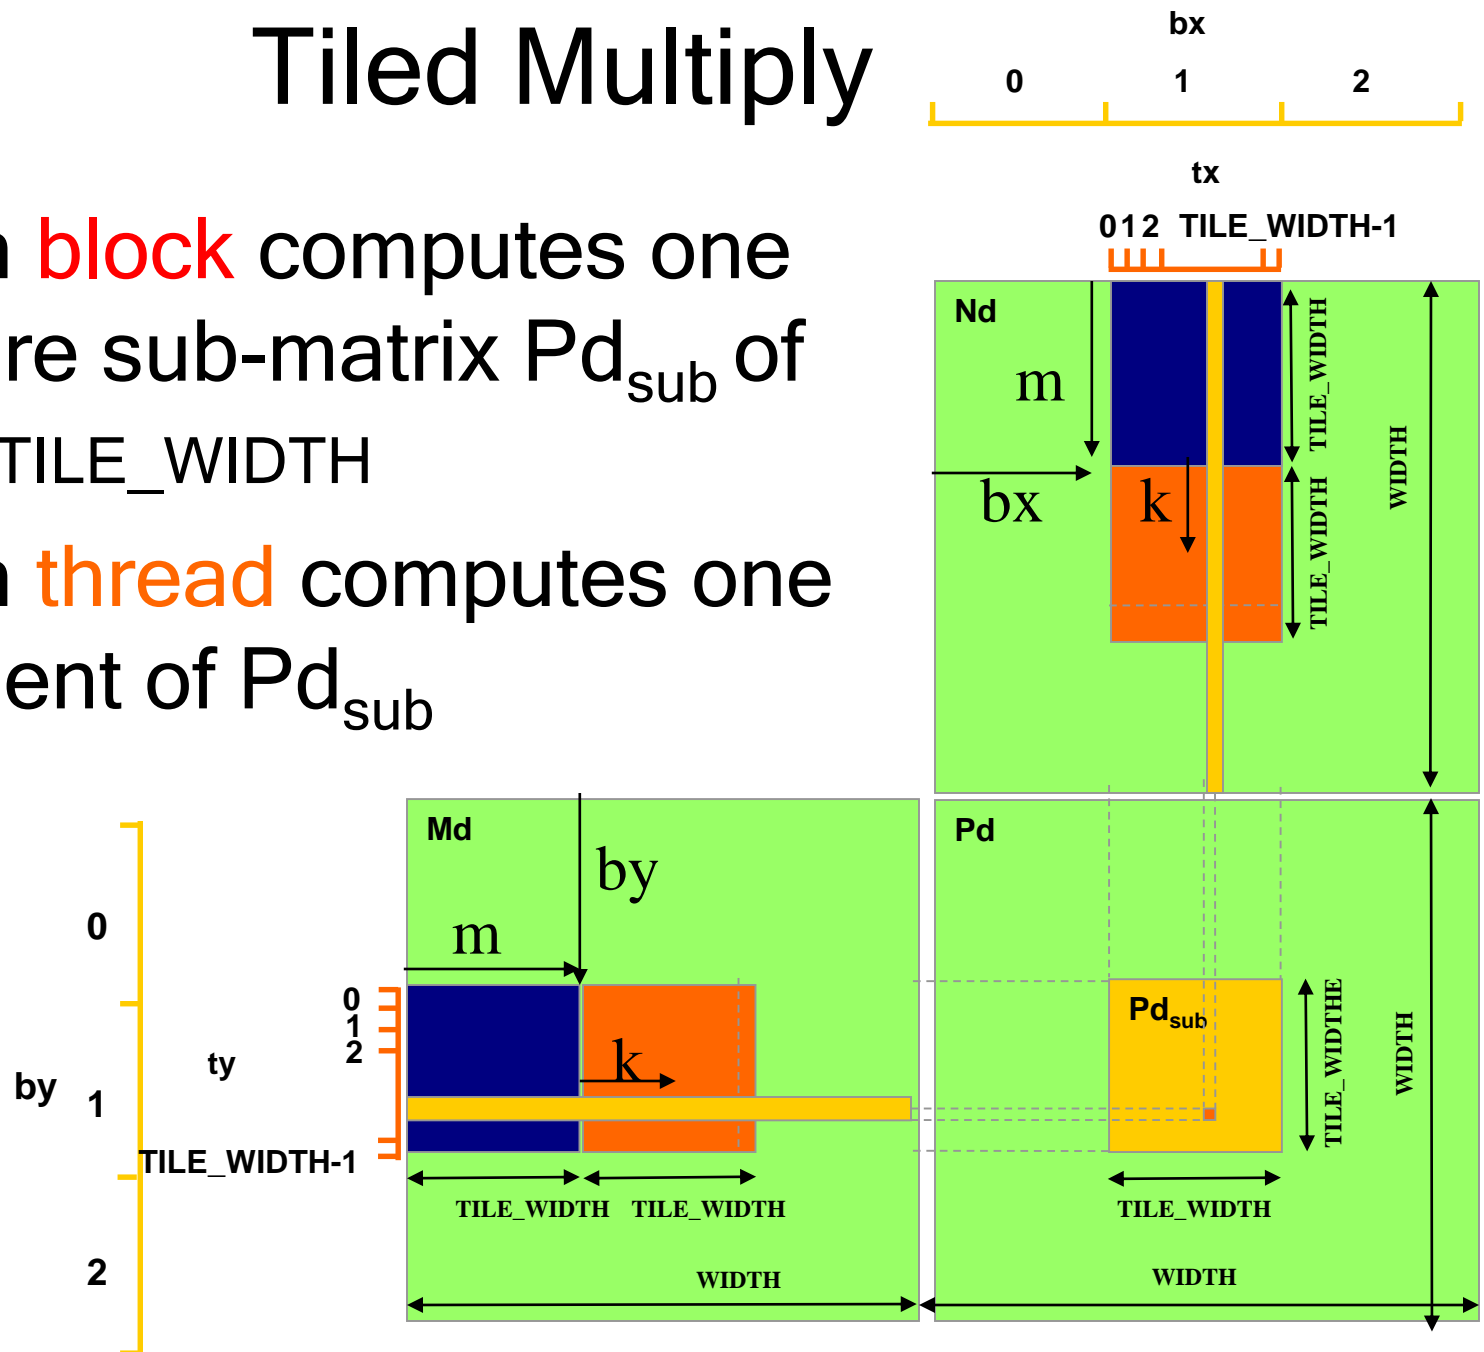 Tiled Multiply
block computes one
re sub-matrix Pdsub of
TILE_WIDTH
thread computes one
ent of Pdsub
bx
0 1 2
tx
0 1 2 TILE_WIDTH-1
Nd
m
bx
k
TILE_WIDTH
TILE_WIDTH
WIDTH
Md
by
m
k
0
1
2
ty
TILE_WIDTH-1
by
0
1
2
TILE_WIDTH TILE_WIDTH
WIDTH
Pd
Pdsub
TILE_WIDTHE
WIDTH
TILE_WIDTH
WIDTH